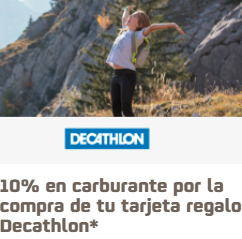 DECATHLON
10% en carburante por la
compra de tu tarjeta regalo
Decathlon*